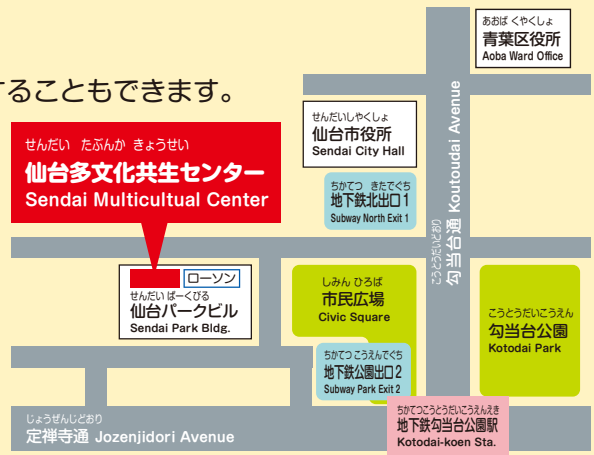 することもできます。
あおば くやくしょ
青葉区役所
Aoba Ward Office
せんだいしやくしょ
仙台市役所
Sendai City Hall
せんだい たぶんか きょうせい
仙台多文化共生センター
Sendai Multicultual Center
ちかてつ きたでぐち
地下鉄北出口1
Subway North Exit 1
こうとうだいどおり
勾当台通 Koutoudai Avenue
ローソン
せんだいぱーくびる
仙台パークビル
Sendai Park Bldg.
しみん ひろば
市民広場
Civic Square
こうとうだいこうえん
勾当台公園
Kotodai Park
ちかてつ こうえんでぐち
地下鉄公園出口2
Subway Park Exit 2
じょうぜんじどおり
定禅寺通 Jozenjidori Avenue
ちかてつこうとうだいこうえんえき
地下鉄勾当台公園駅
Kotodai-koen Sta.